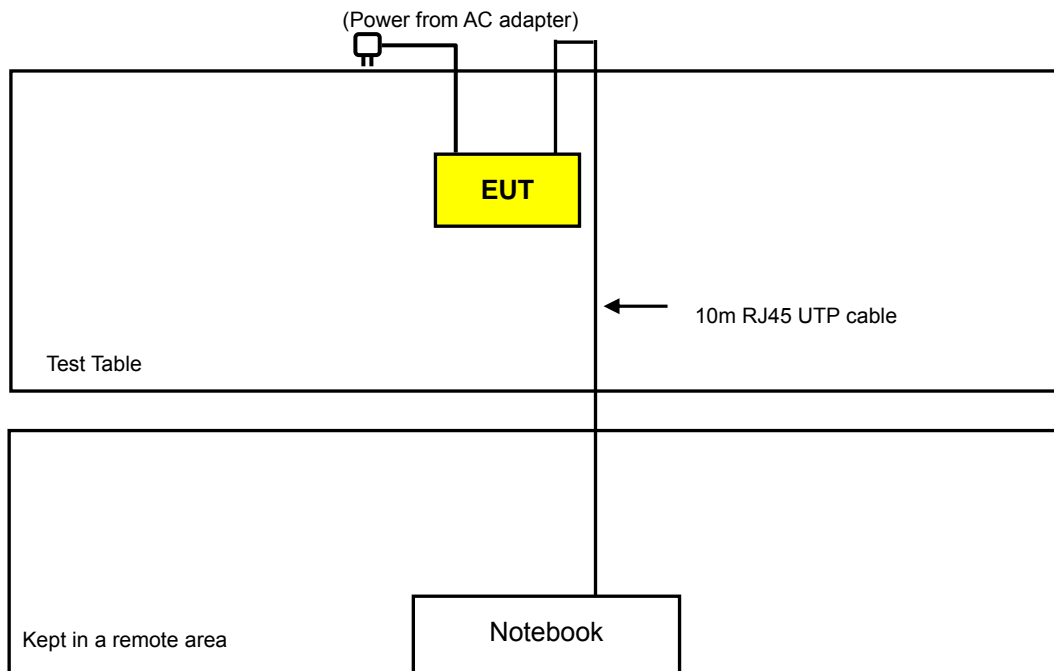 (Power from AC adapter)
EUT
10m RJ45 UTP cable
Test Table
Kept in a remote area
Notebook